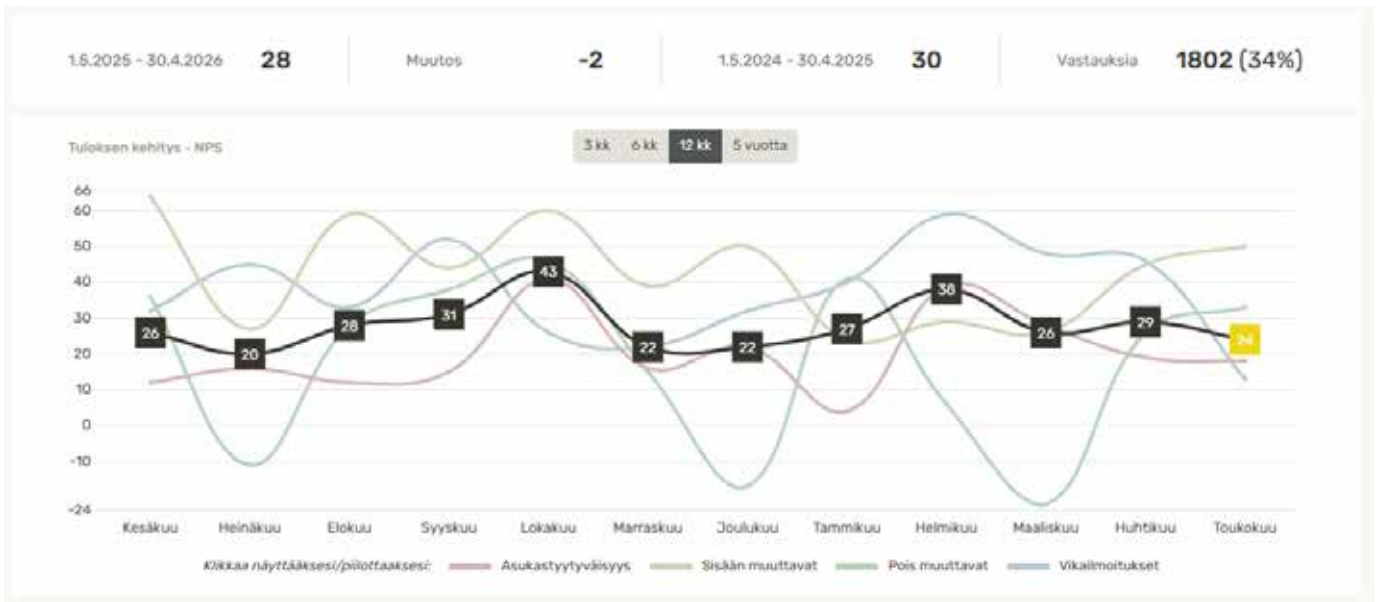 1.5.2025 - 30.4.2026 28 Muutos -2 1.5.2024 - 30.4.2025 30 Vastauksia 1802 (34%)
Tuloksen kehitys - NPS 3 kk 6 kk 12 kk 5 vuotta
66
60
50
40
30
20
10
0
-10
-24
26 20 28 31 43 22 22 27 38 26 29 24
Kesäkuu Heinäkuu Elokuu Syyskuu Lokakuu Marraskuu Joulukuu Tammikuu Helmikuu Maaliskuu Huhtikuu Toukokuu
Klikkaa näyttääksesi/piilottaaksesi: Asukastyytyväisyys Sisään muuttavat Pois muuttavat Vikailmoitukset